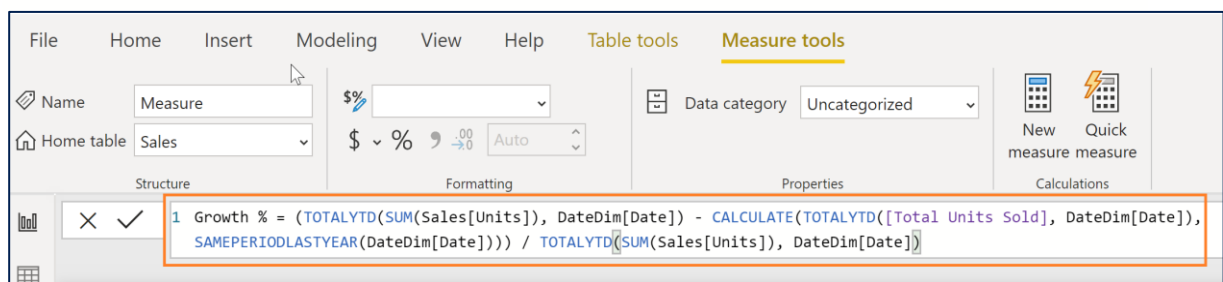 File Home Insert Modeling View Help Table tools Measure tools
Name Measure $% Data category Uncategorized
Home table Sales $ % , .00 →.0 Auto
New measure
Quick measure
Structure Formatting Properties Calculations
1 Growth % = (TOTALYTD(SUM(Sales[Units]), DateDim[Date]) - CALCULATE(TOTALYTD([Total Units Sold], DateDim[Date]),
SAMEPERIODLASTYEAR(DateDim[Date]))) / TOTALYTD(SUM(Sales[Units]), DateDim[Date])